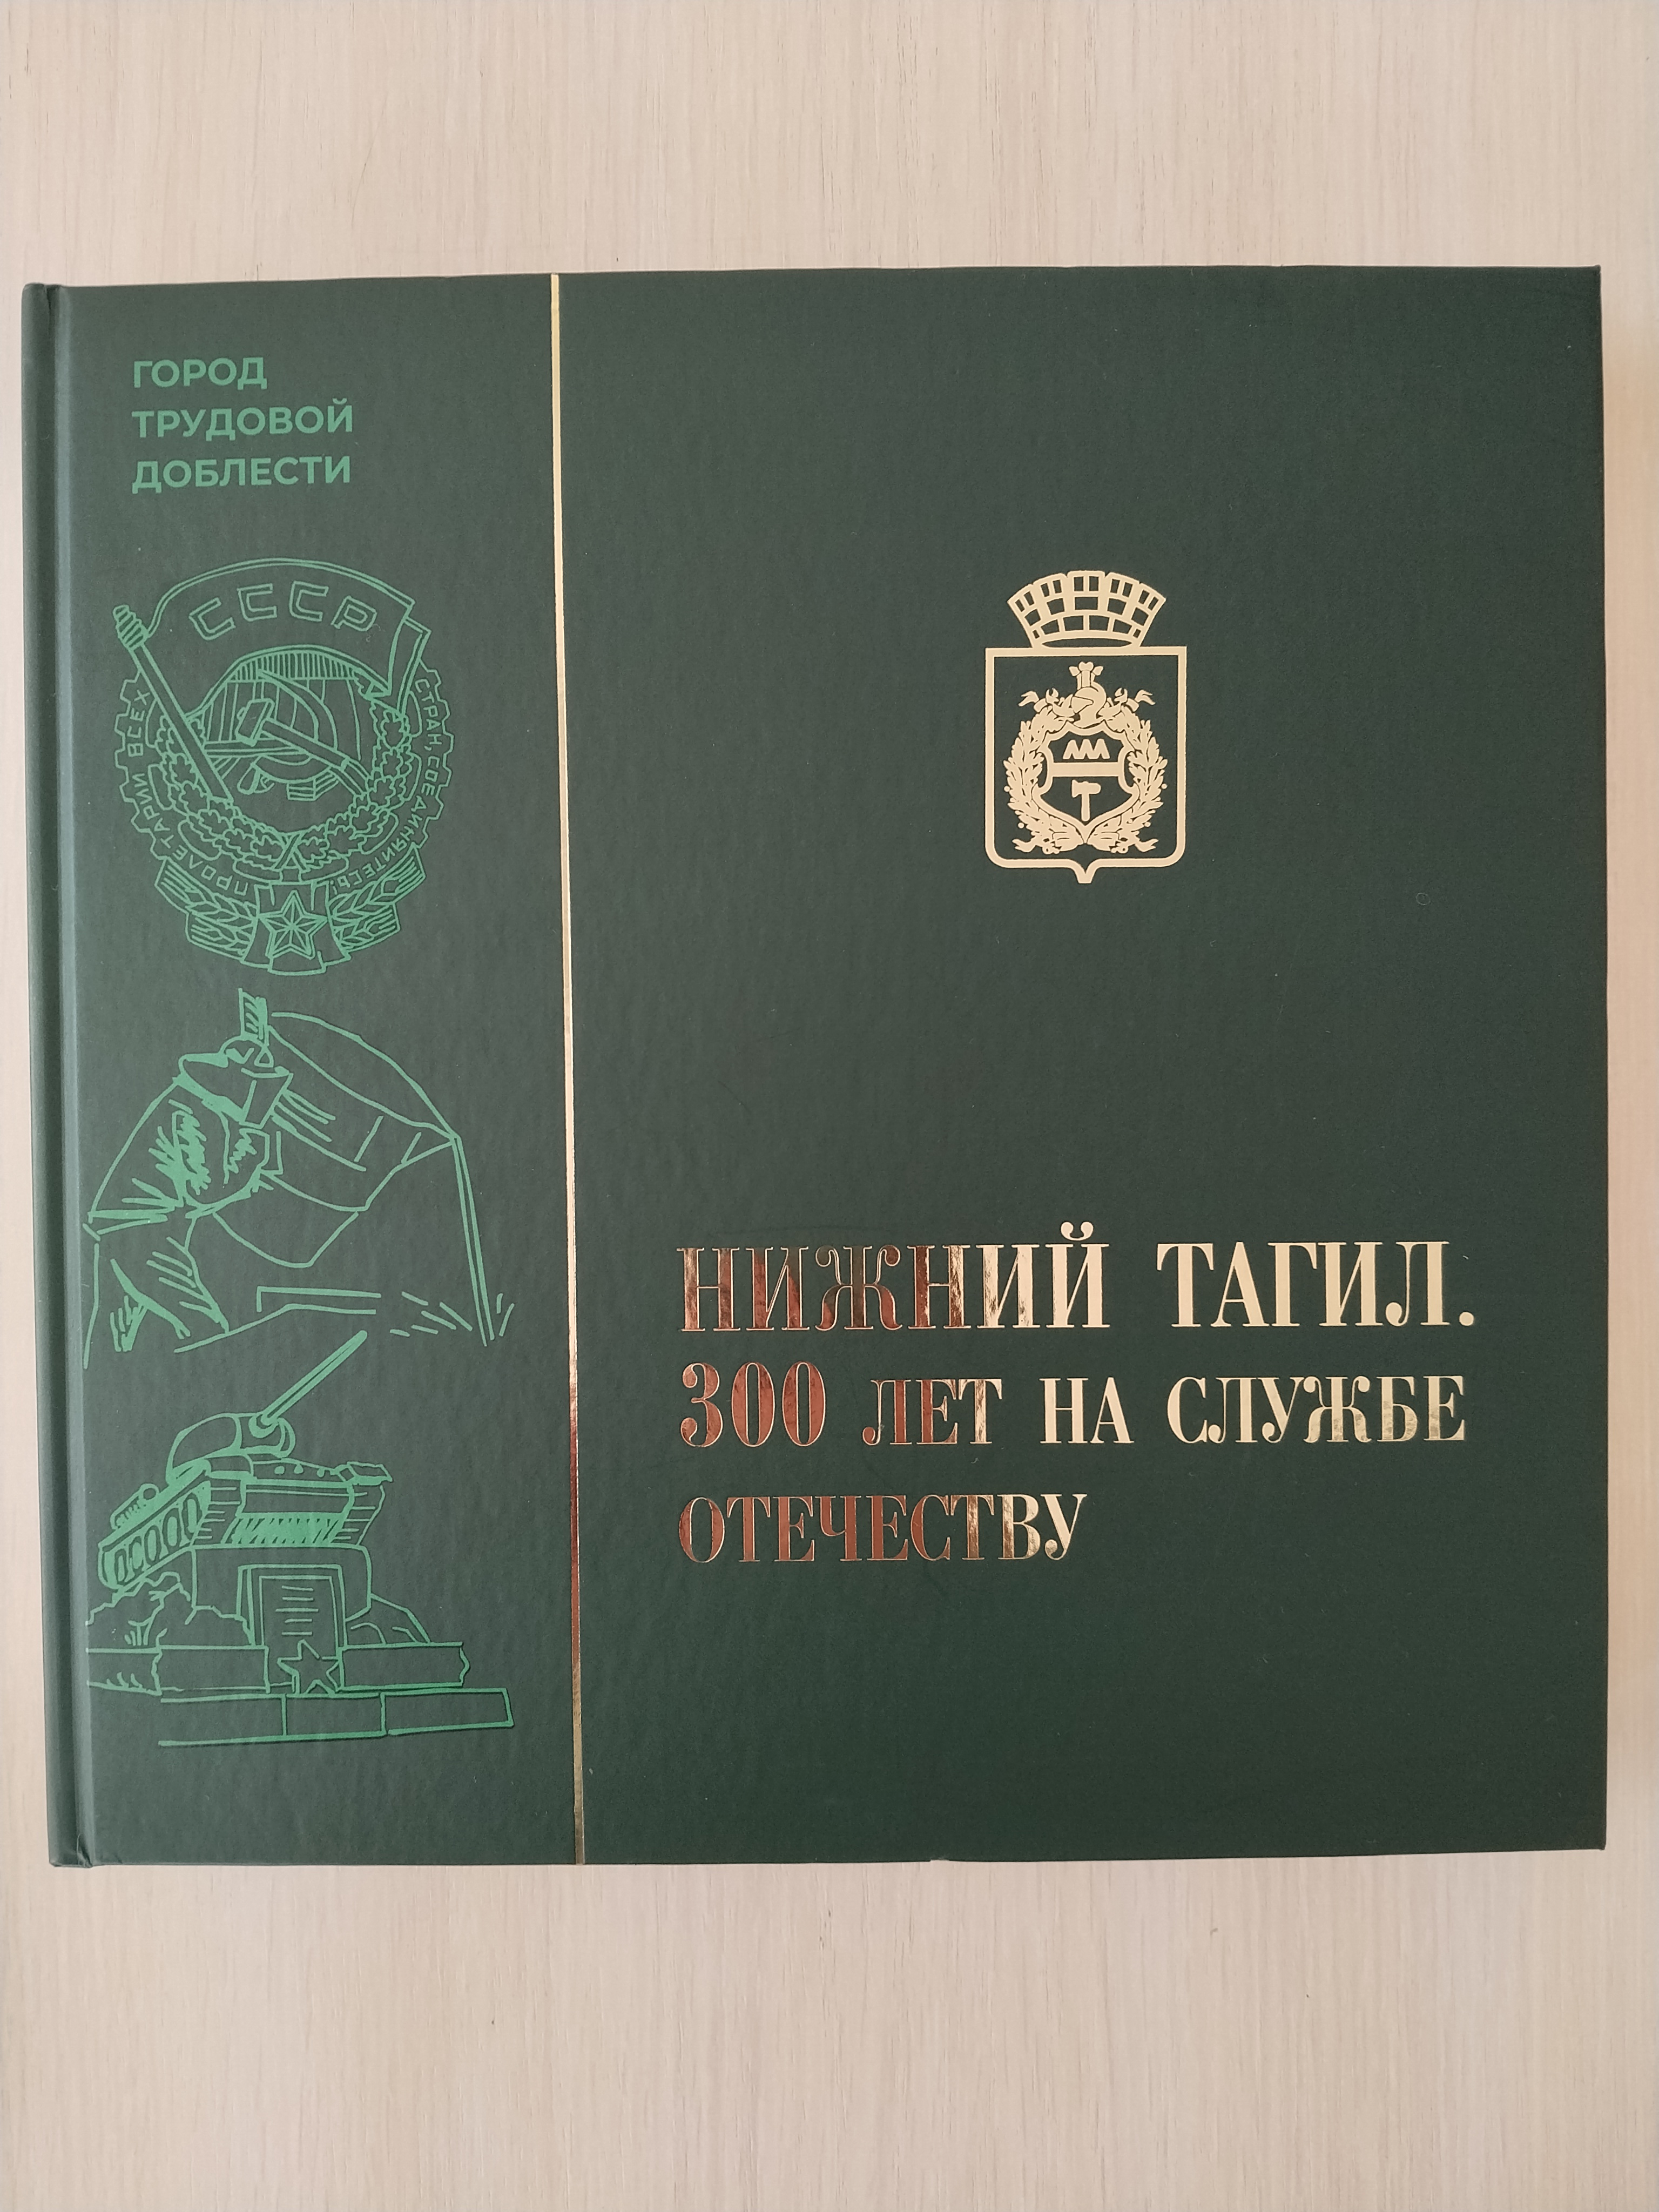 ГОРОД
ТРУДОВОЙ
ДОБЛЕСТИ
СССР
ПРОЛЕТАРИИ ВСЕХ СТРАН, СОЕДИНЯЙТЕСЬ!
НИЖНИЙ ТАГИЛ.
300 ЛЕТ НА СЛУЖБЕ
ОТЕЧЕСТВУ